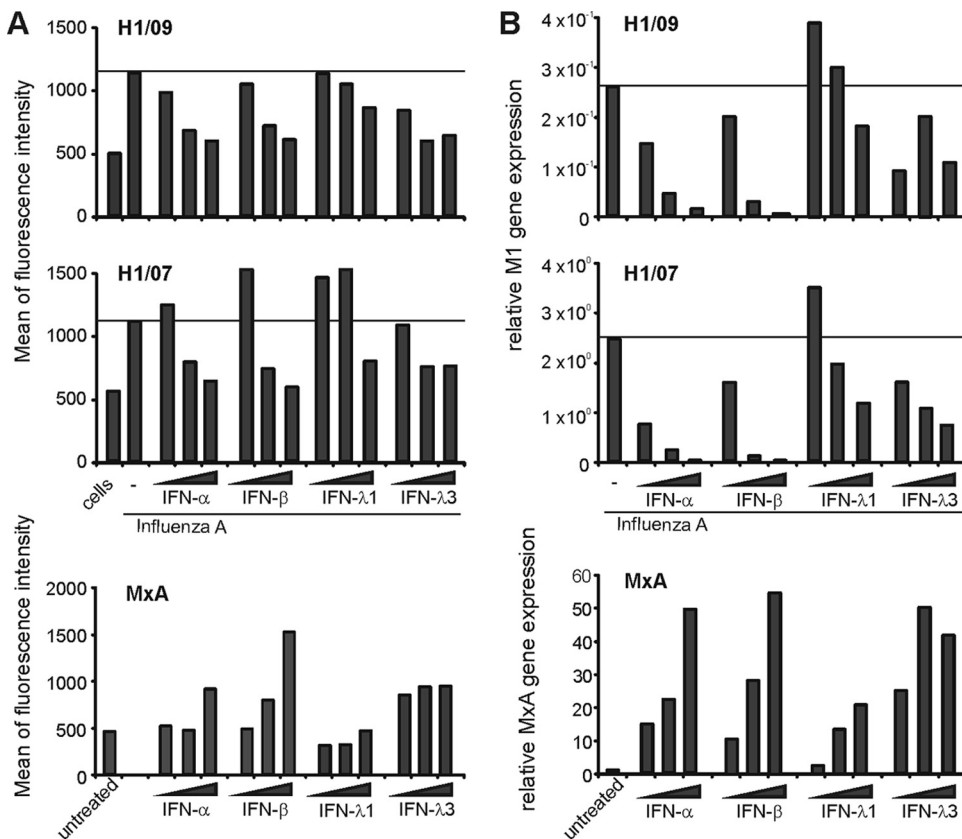 A
H1/09
Mean of fluorescence intensity
1500
1000
500
0
H1/07
1500
1000
500
0
cells
-
IFN-α
IFN-β
IFN-λ1
IFN-λ3
Influenza A
MxA
Mean of fluorescence intensity
2000
1500
1000
500
0
untreated
IFN-α
IFN-β
IFN-λ1
IFN-λ3
B
H1/09
relative M1 gene expression
4 x10⁻¹
3 x10⁻¹
2 x10⁻¹
1 x10⁻¹
0
H1/07
4 x10⁰
3 x10⁰
2 x10⁰
1 x10⁰
0
-
IFN-α
IFN-β
IFN-λ1
IFN-λ3
Influenza A
MxA
relative MxA gene expression
60
50
40
30
20
10
0
untreated
IFN-α
IFN-β
IFN-λ1
IFN-λ3